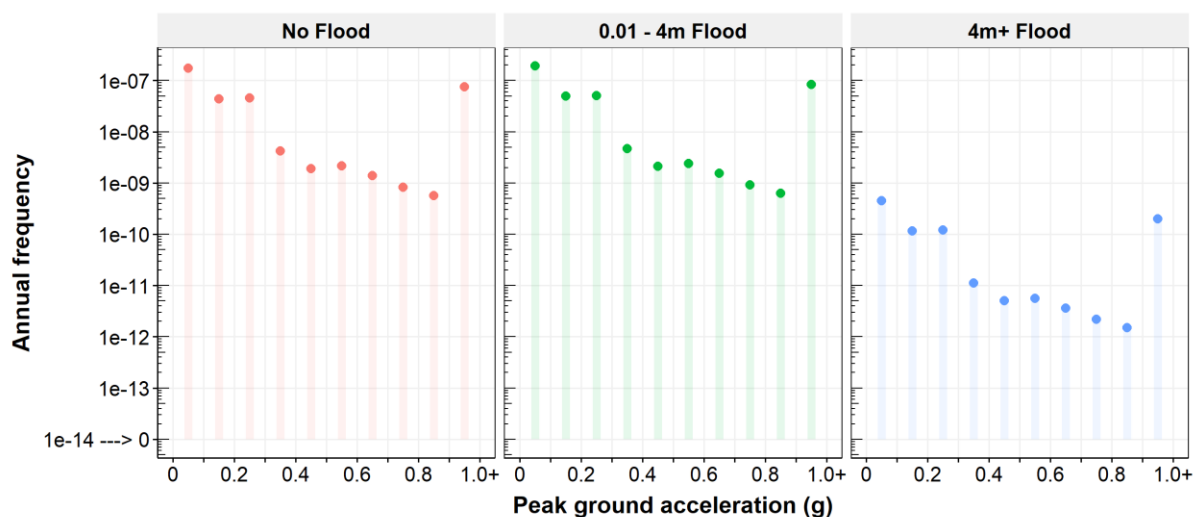 No Flood
0.01 - 4m Flood
4m+ Flood
Annual frequency
1e-07
1e-08
1e-09
1e-10
1e-11
1e-12
1e-13
1e-14 ---> 0
0 0.2 0.4 0.6 0.8 1.0+
0 0.2 0.4 0.6 0.8 1.0+
0 0.2 0.4 0.6 0.8 1.0+
Peak ground acceleration (g)